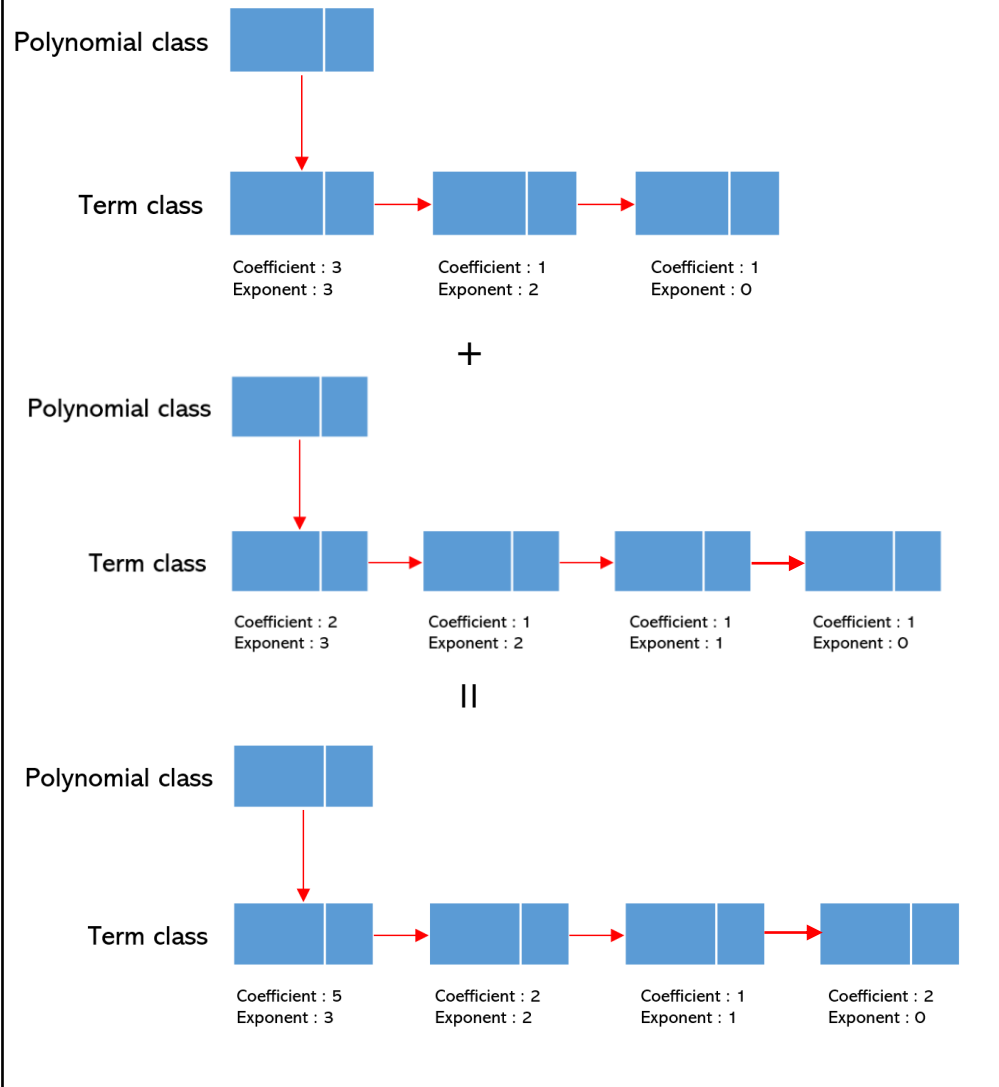 Polynomial class
Term class
Coefficient : 3
Exponent : 3
Coefficient : 1
Exponent : 2
Coefficient : 1
Exponent : 0
+
Polynomial class
Term class
Coefficient : 2
Exponent : 3
Coefficient : 1
Exponent : 2
Coefficient : 1
Exponent : 1
Coefficient : 1
Exponent : 0
=
Polynomial class
Term class
Coefficient : 5
Exponent : 3
Coefficient : 2
Exponent : 2
Coefficient : 1
Exponent : 1
Coefficient : 2
Exponent : 0